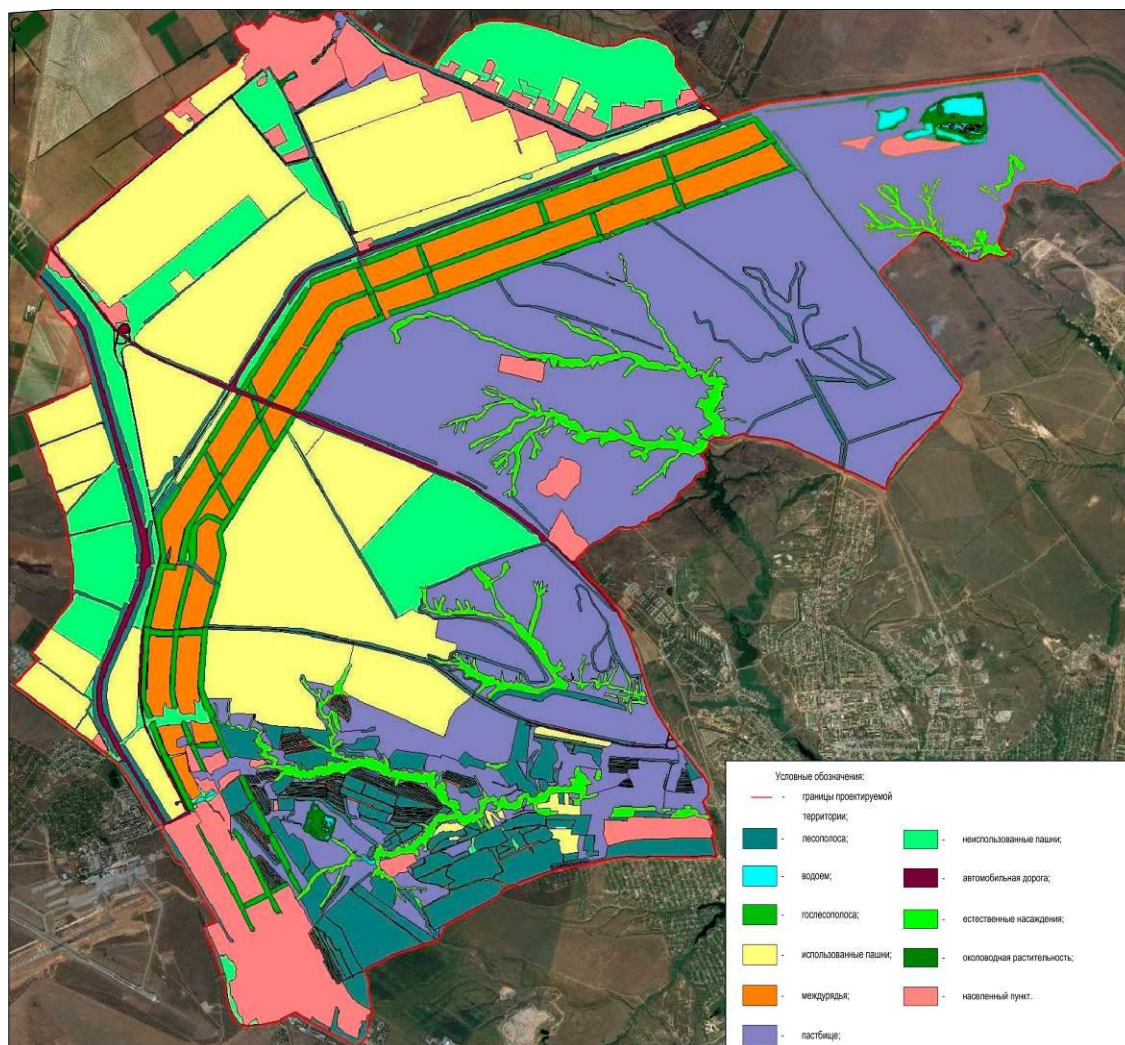 С
Условные обозначения:
- границы проектируемой
территории;
- лесополоса;
- неиспользованные пашни;
- водоем;
- автомобильная дорога;
- гослесополоса;
- естественные насаждения;
- использованные пашни;
- околоводная растительность;
- междурядья;
- населенный пункт.
- пастбище;